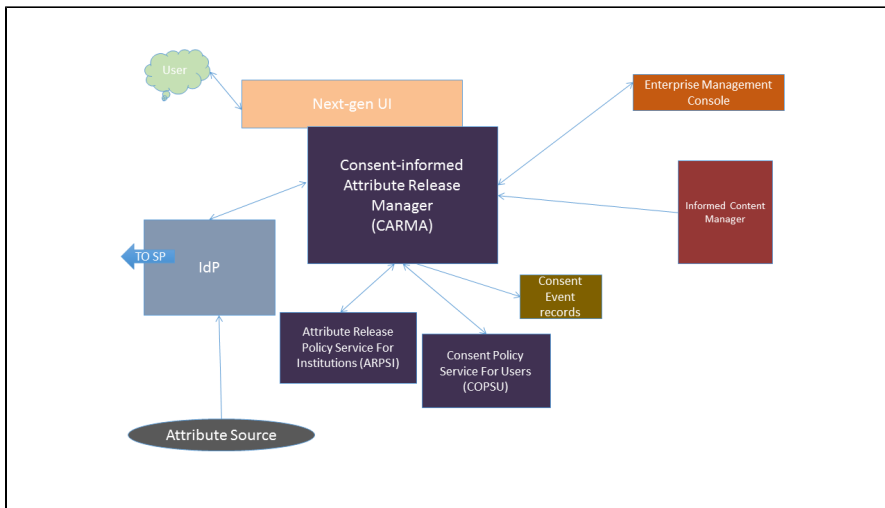 User
Next-gen UI
Enterprise Management
Console
Consent-informed
Attribute Release
Manager
(CARMA)
Informed Content
Manager
TO SP
IdP
Consent
Event
records
Attribute Release
Policy Service For
Institutions (ARPSI)
Consent Policy
Service For Users
(COPSU)
Attribute Source